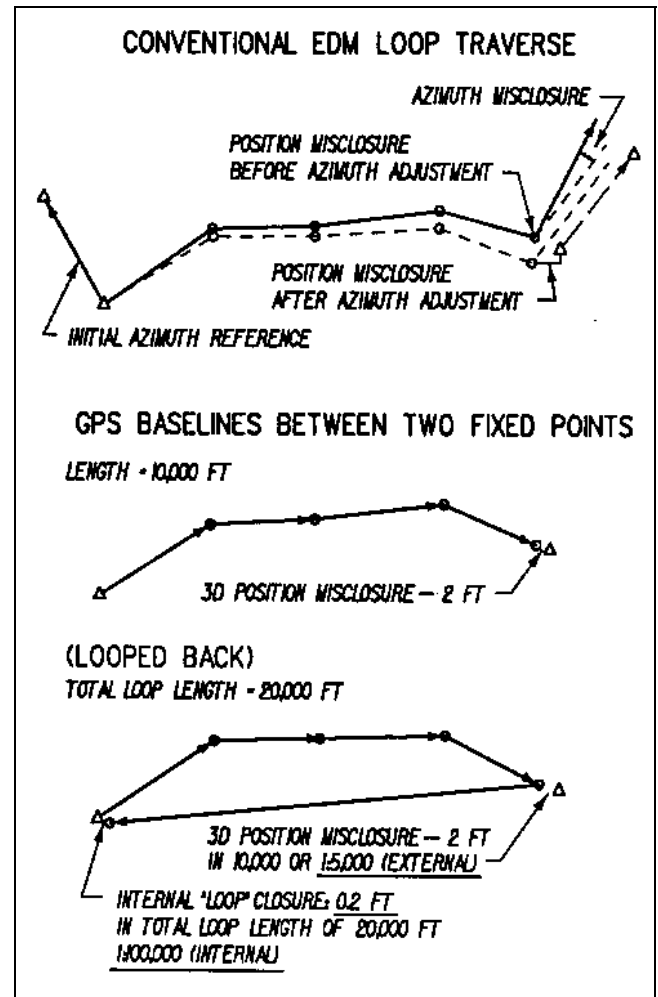 CONVENTIONAL EDM LOOP TRAVERSE
AZIMUTH MISCLOSURE
POSITION MISCLOSURE
BEFORE AZIMUTH ADJUSTMENT
POSITION MISCLOSURE
AFTER AZIMUTH ADJUSTMENT
INITIAL AZIMUTH REFERENCE
GPS BASELINES BETWEEN TWO FIXED POINTS
LENGTH = 10,000 FT
3D POSITION MISCLOSURE — 2 FT
(LOOPED BACK)
TOTAL LOOP LENGTH = 20,000 FT
3D POSITION MISCLOSURE — 2 FT
IN 10,000 OR 1:5,000 (EXTERNAL)
INTERNAL "LOOP" CLOSURE: 0.2 FT
IN TOTAL LOOP LENGTH OF 20,000 FT
1:100,000 (INTERNAL)